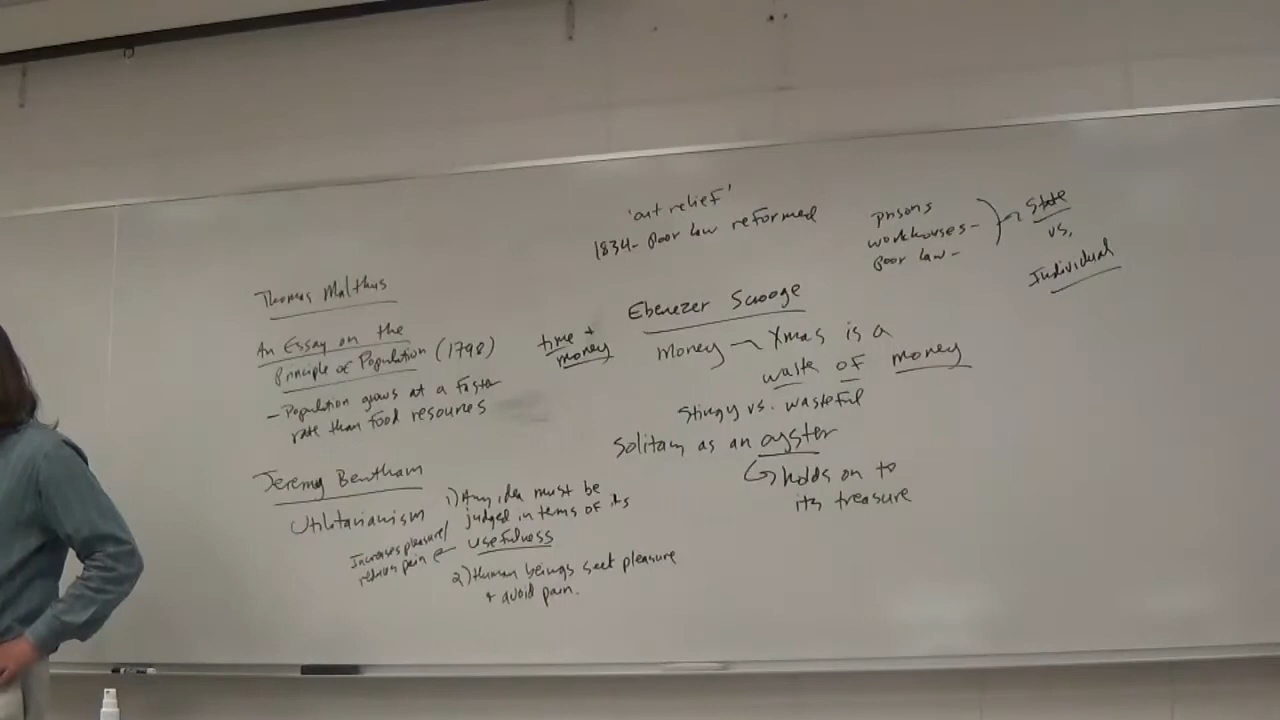 'out relief'
1834- Poor law reformed
prisons
workhouses-
Poor law-
State
vs.
Individual
Thomas Malthus
An Essay on the
Principle of Population (1798)
- Population grows at a faster
rate than food resources
Jeremy Bentham
Utilitarianism
1) Any idea must be
judged in terms of its
usefulness
Increases pleasure/
reduces pain
2) Human beings seek pleasure
+ avoid pain.
Ebenezer Scrooge
time +
money
Money - Xmas is a
waste of money
Stingy vs. wasteful
Solitary as an oyster
holds on to
its treasure